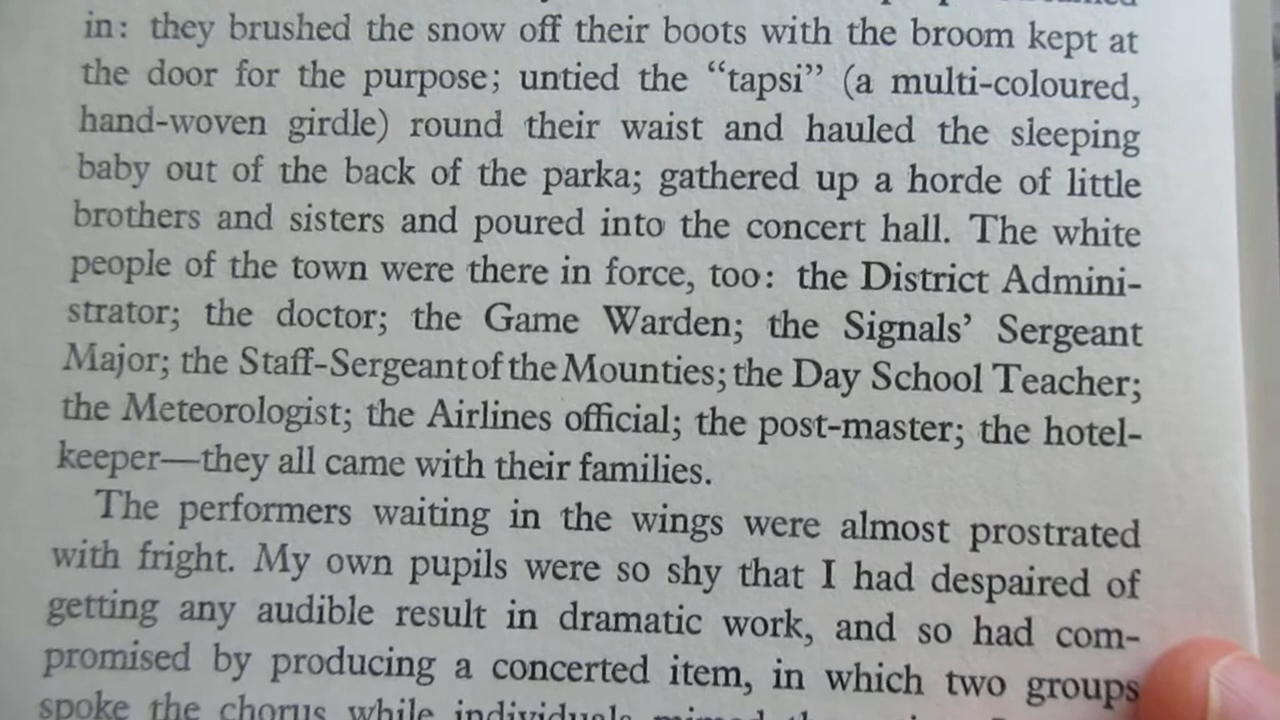 in: they brushed the snow off their boots with the broom kept at
the door for the purpose; untied the “tapsi” (a multi-coloured,
hand-woven girdle) round their waist and hauled the sleeping
baby out of the back of the parka; gathered up a horde of little
brothers and sisters and poured into the concert hall. The white
people of the town were there in force, too: the District Admini-
strator; the doctor; the Game Warden; the Signals’ Sergeant
Major; the Staff-Sergeant of the Mounties; the Day School Teacher;
the Meteorologist; the Airlines official; the post-master; the hotel-
keeper—they all came with their families.
The performers waiting in the wings were almost prostrated
with fright. My own pupils were so shy that I had despaired of
getting any audible result in dramatic work, and so had com-
promised by producing a concerted item, in which two groups
spoke the chorus while individuals mimed the